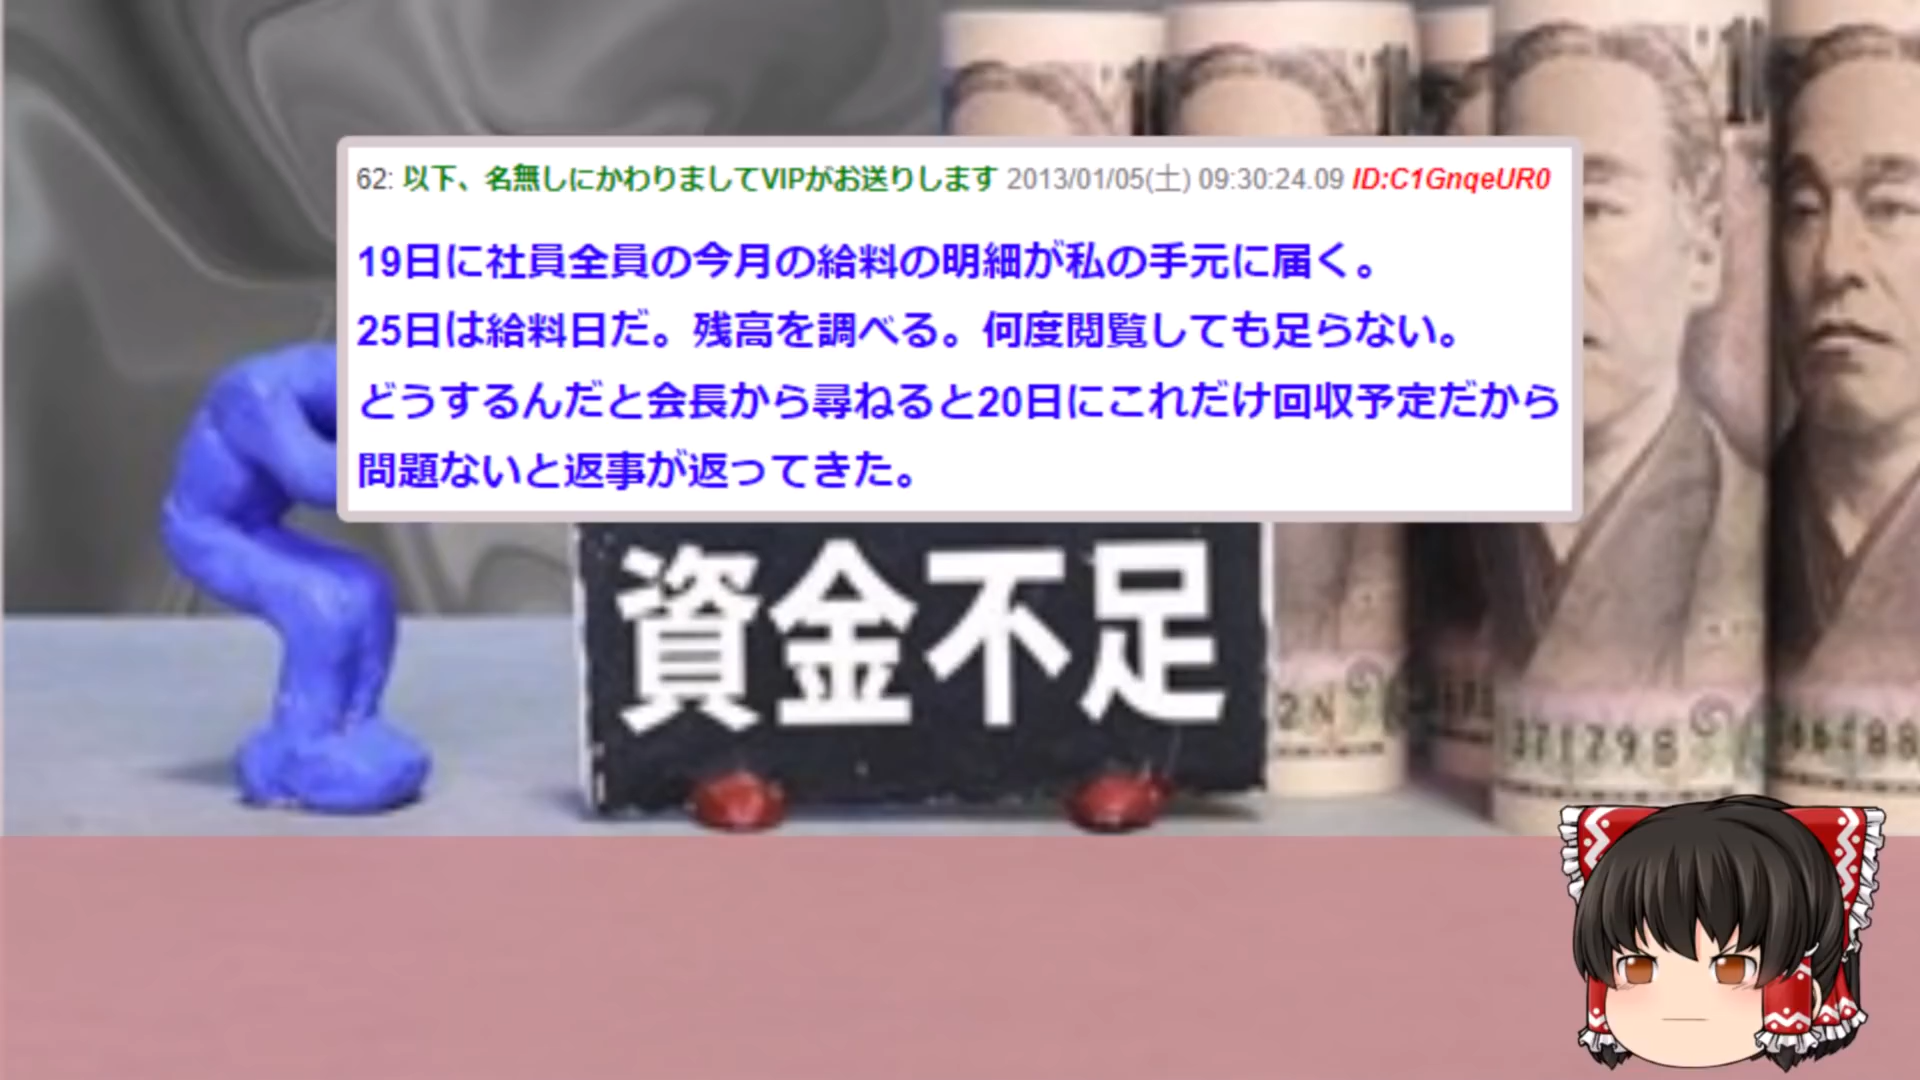 62: 以下、名無しにかわりましてVIPがお送りします 2013/01/05(土) 09:30:24.09 ID:C1GnqeUR0
19日に社員全員の今月の給料の明細が私の手元に届く。
25日は給料日だ。残高を調べる。何度閲覧しても足らない。
どうするんだと会長から尋ねると20日にこれだけ回収予定だから
問題ないと返事が返ってきた。
資金不足